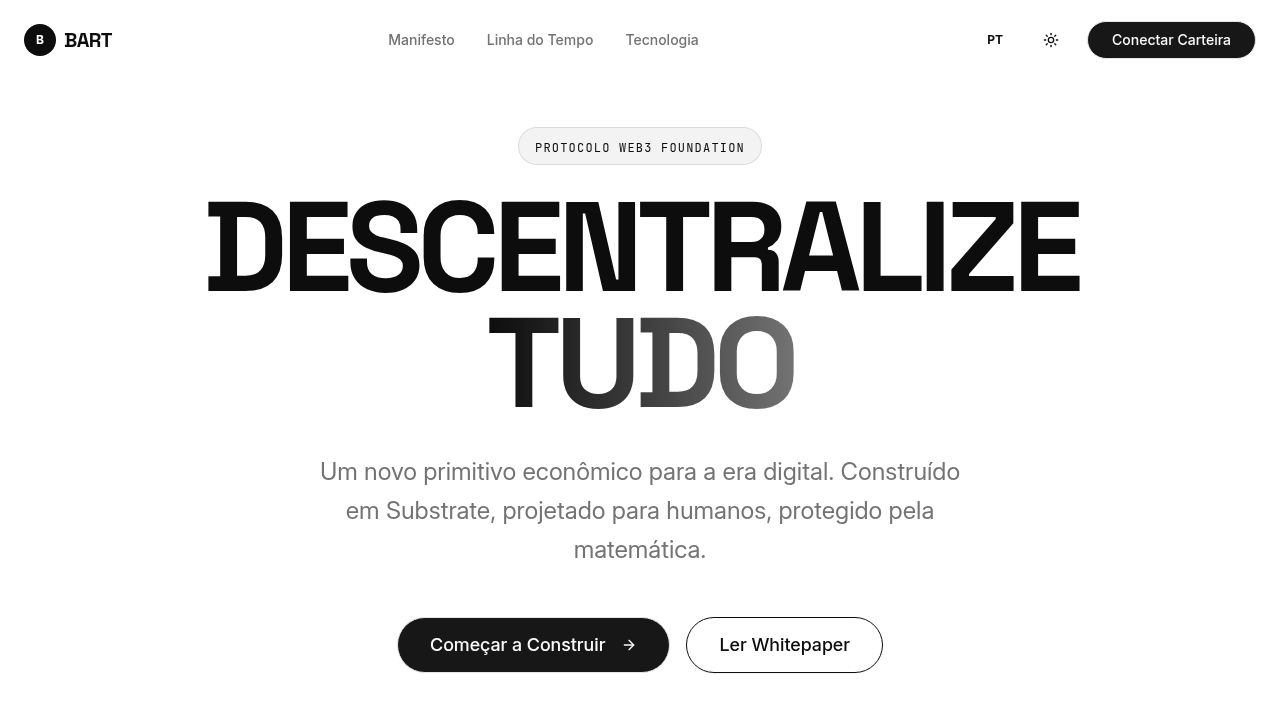 B BART
Manifesto Linha do Tempo Tecnologia
PT
Conectar Carteira
PROTOCOLO WEB3 FOUNDATION
DESCENTRALIZE
TUDO
Um novo primitivo econômico para a era digital. Construído
em Substrate, projetado para humanos, protegido pela
matemática.
Começar a Construir →
Ler Whitepaper